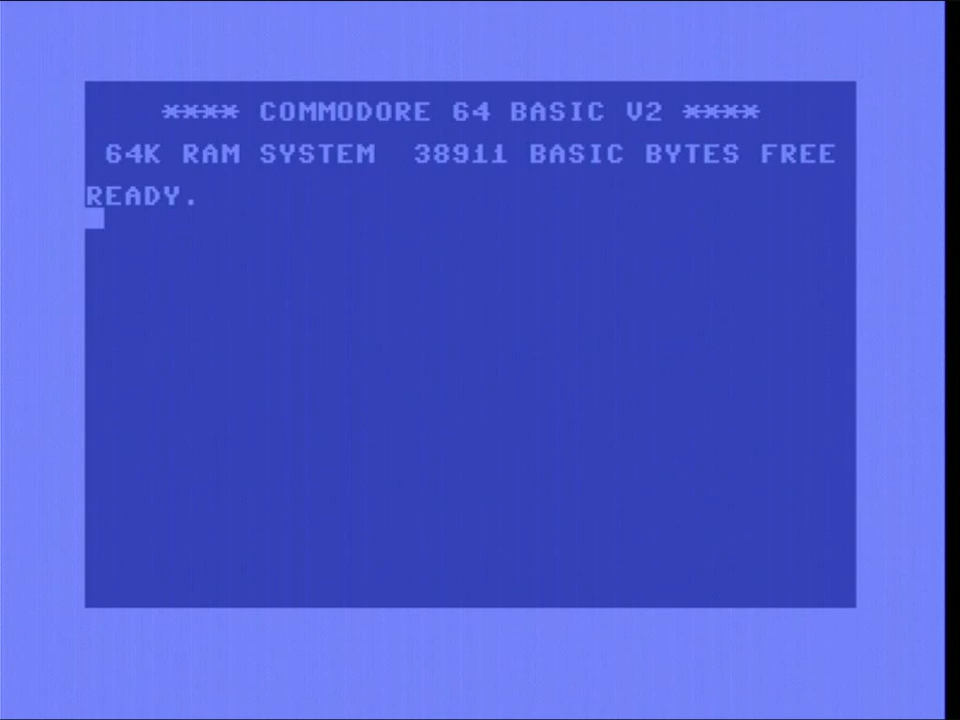 **** COMMODORE 64 BASIC V2 ****
64K RAM SYSTEM  38911 BASIC BYTES FREE
READY.